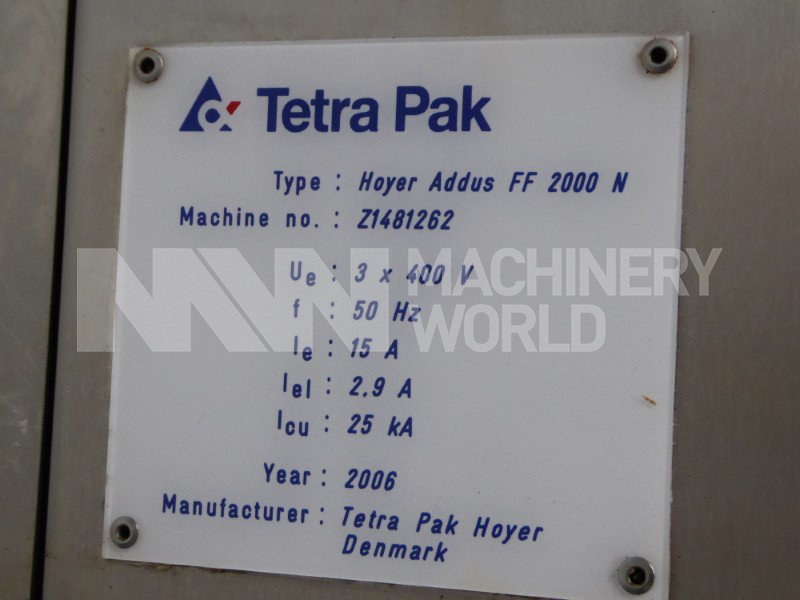 Tetra Pak
Type : Hoyer Addus FF 2000 N
Machine no. : Z1481262
Ue : 3 x 400 V
f : 50 Hz
Ie : 15 A
Iel : 2.9 A
Icu : 25 kA
Year : 2006
Manufacturer : Tetra Pak Hoyer
Denmark
MW MACHINERY
WORLD